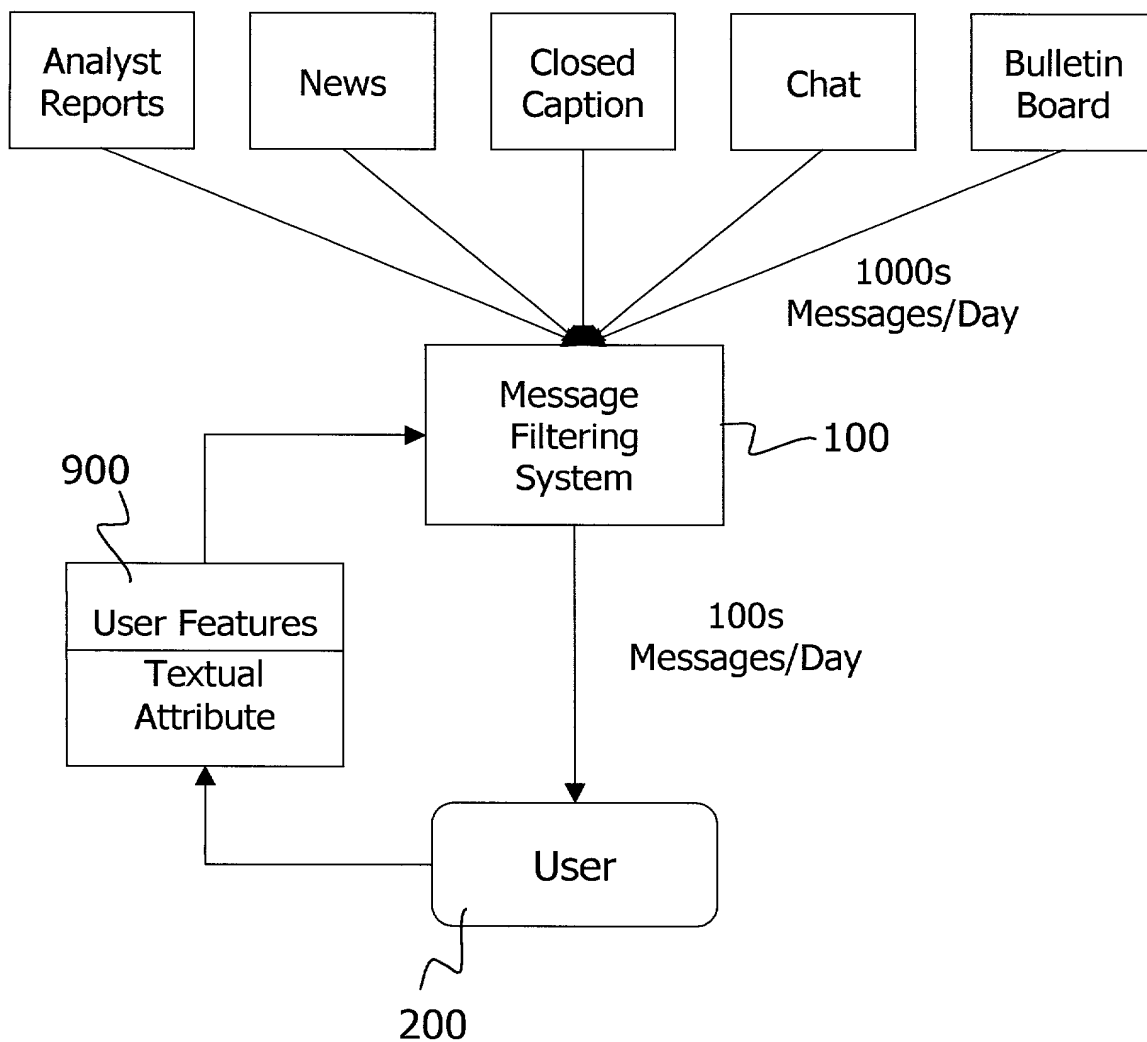 Analyst
Reports
News
Closed
Caption
Chat
Bulletin
Board
1000s
Messages/Day
Message
Filtering
System
100
900
User Features
Textual
Attribute
100s
Messages/Day
User
200